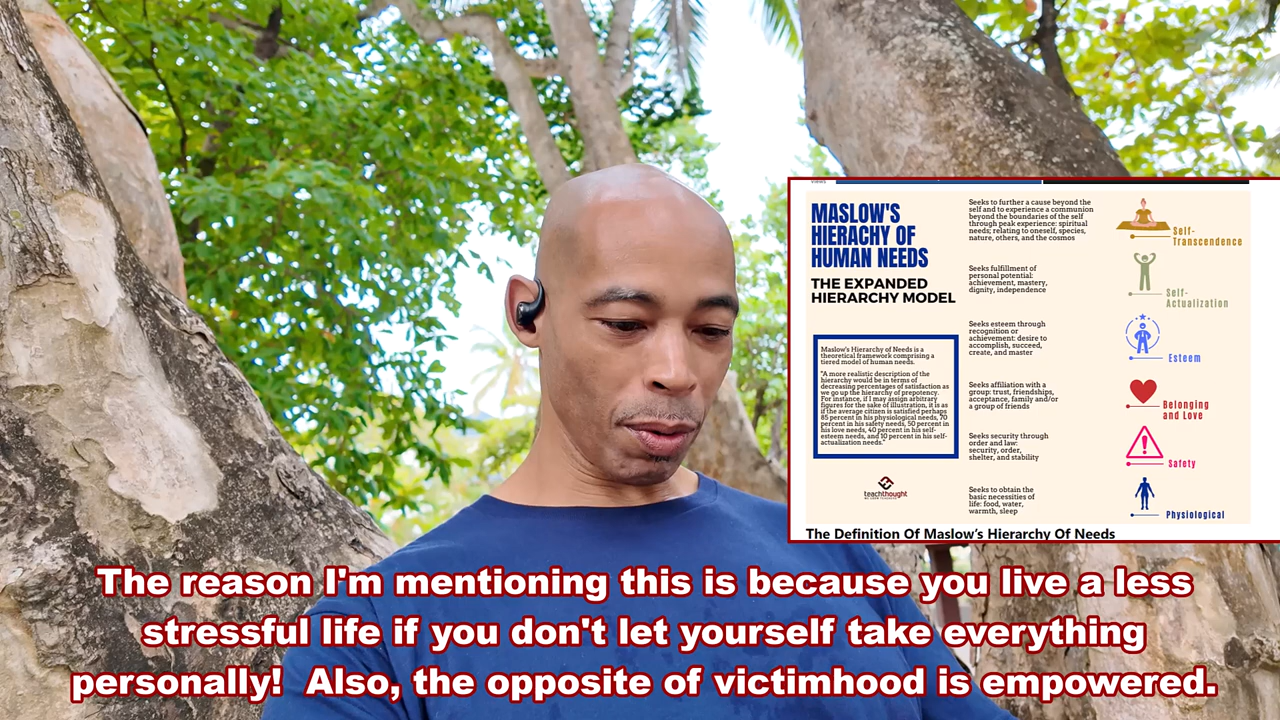 views
MASLOW'S
HIERACHY OF
HUMAN NEEDS
THE EXPANDED
HIERARCHY MODEL
Maslow's Hierarchy of Needs is a
theoretical framework comprising a
tiered model of human needs.
"A more realistic description of the
hierarchy would be in terms of
decreasing percentages of satisfaction as
we go up the hierarchy of prepotency.
For instance, if I may assign arbitrary
figures for the sake of illustration, it is as
if the average citizen is satisfied perhaps
85 percent in his physiological needs, 70
percent in his safety needs, 50 percent in
his love needs, 40 percent in his self-
esteem needs, and 10 percent in his self-
actualization needs."
teachthought
Seeks to further a cause beyond the
self and to experience a communion
beyond the boundaries of the self
through peak experience: spiritual
needs; relating to oneself, species,
nature, others, and the cosmos
Self-
Transcendence
Seeks fulfillment of
personal potential:
achievement, mastery,
dignity, independence
Self-
Actualization
Seeks esteem through
recognition or
achievement: desire to
accomplish, succeed,
create, and master
Esteem
Seeks affiliation with a
group: trust, friendships,
acceptance, family and/or
a group of friends
Belonging
and Love
Seeks security through
order and law:
security, order,
shelter, and stability
Safety
Seeks to obtain the
basic necessities of
life: food, water,
warmth, sleep
Physiological
The Definition Of Maslow's Hierarchy Of Needs
The reason I'm mentioning this is because you live a less
stressful life if you don't let yourself take everything
personally!  Also, the opposite of victimhood is empowered.